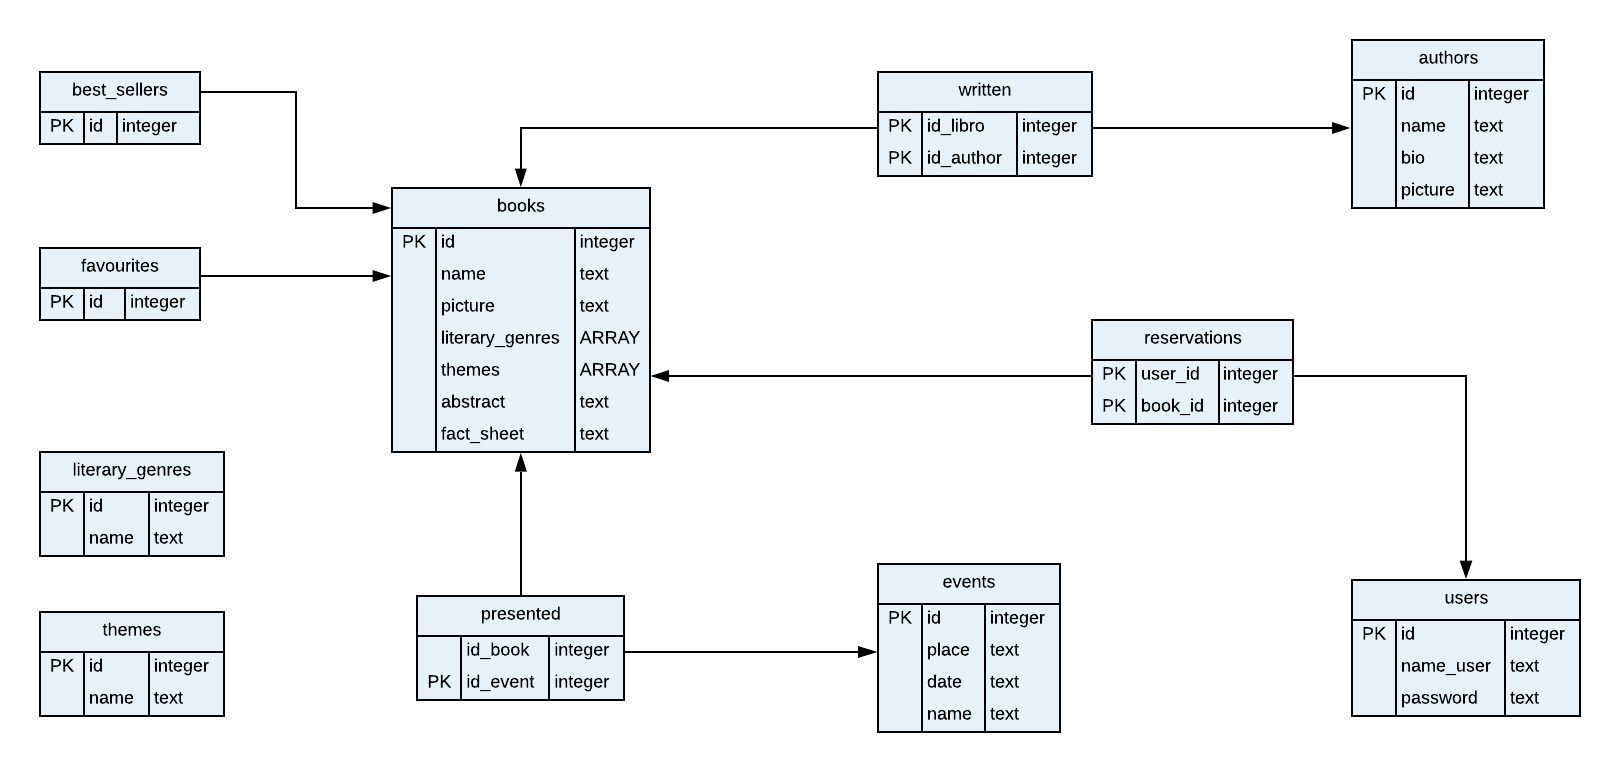 best_sellers
PK id integer
favourites
PK id integer
literary_genres
PK id integer
name text
themes
PK id integer
name text
books
PK id integer
name text
picture text
literary_genres ARRAY
themes ARRAY
abstract text
fact_sheet text
presented
id_book integer
PK id_event integer
written
PK id_libro integer
PK id_author integer
events
PK id integer
place text
date text
name text
reservations
PK user_id integer
PK book_id integer
authors
PK id integer
name text
bio text
picture text
users
PK id integer
name_user text
password text